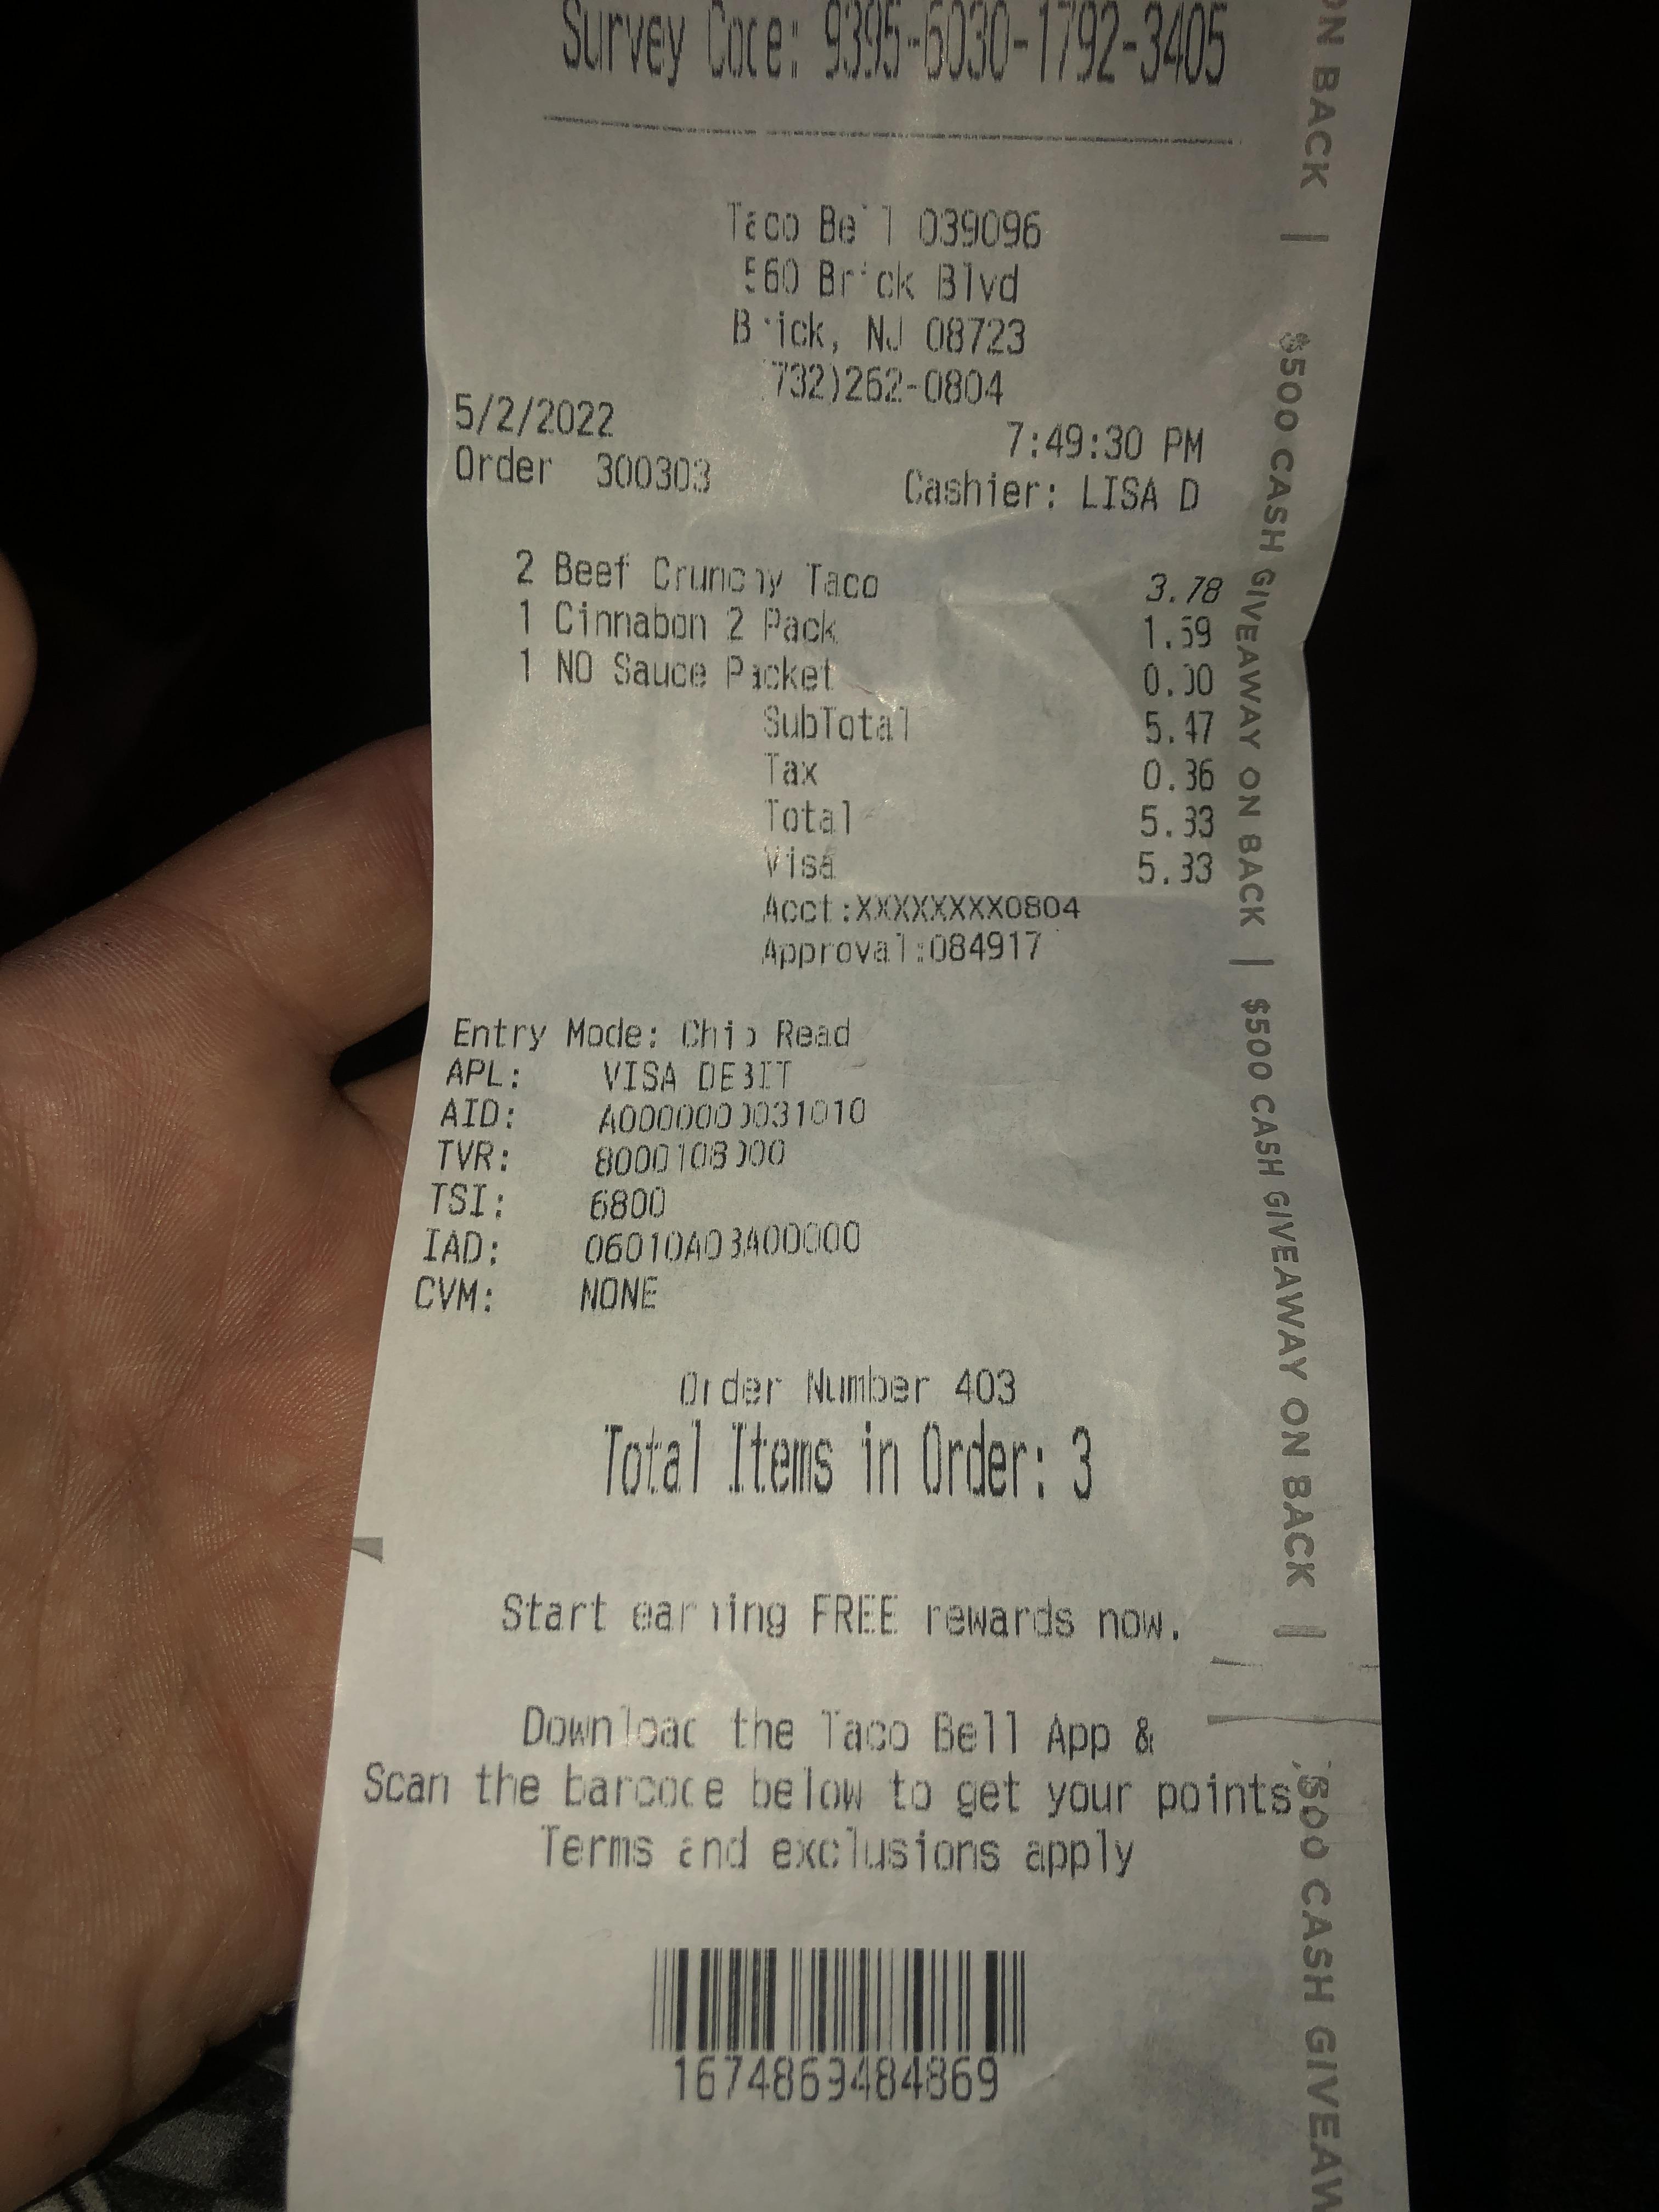 Survey Code: 9395-6030-1792-3405
Taco Bell 039096
560 Brick Blvd
Brick, NJ 08723
(732)262-0804
5/2/2022 7:49:30 PM
Order 300303 Cashier: LISA D
2 Beef Crunchy Taco 3.78
1 Cinnabon 2 Pack 1.69
1 NO Sauce Packet 0.00
SubTotal 5.47
Tax 0.36
Total 5.83
Visa 5.83
Acct:XXXXXXXX0804
Approval:084917
Entry Mode: Chip Read
APL: VISA DEBIT
AID: A0000000031010
TVR: 8000108000
TSI: 6800
IAD: 06010A03A00000
CVM: NONE
Order Number 403
Total Items in Order: 3
Start earning FREE rewards now.
Download the Taco Bell App &
Scan the barcode below to get your points.
Terms and exclusions apply
1674869484869
ON BACK | $500 CASH GIVEAWAY ON BACK | $500 CASH GIVEAWAY ON BACK | $500 CASH GIVEAW